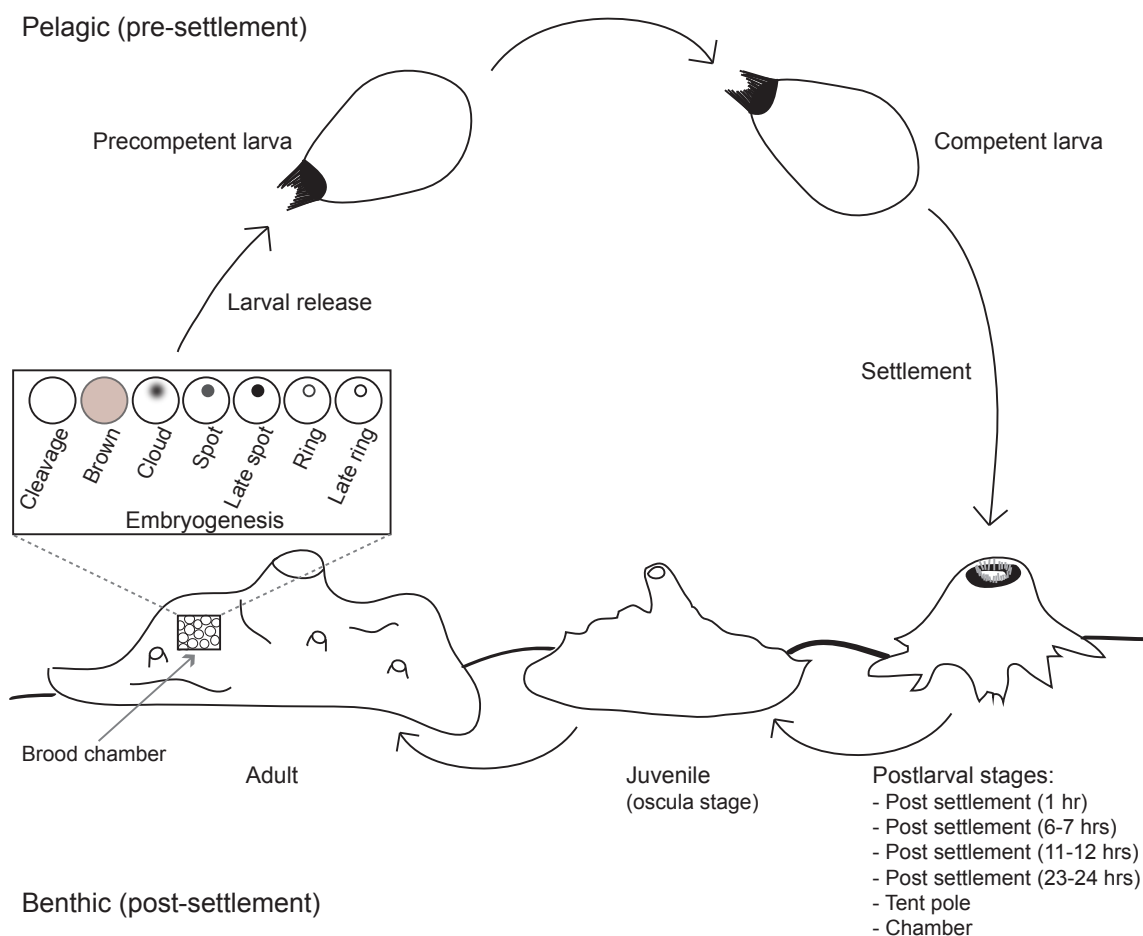 Pelagic (pre-settlement)
Precompetent larva
Competent larva
Larval release
Settlement
Cleavage
Brown
Cloud
Spot
Late spot
Ring
Late ring
Embryogenesis
Brood chamber
Adult
Juvenile
(oscula stage)
Postlarval stages:
- Post settlement (1 hr)
- Post settlement (6-7 hrs)
- Post settlement (11-12 hrs)
- Post settlement (23-24 hrs)
- Tent pole
- Chamber
Benthic (post-settlement)